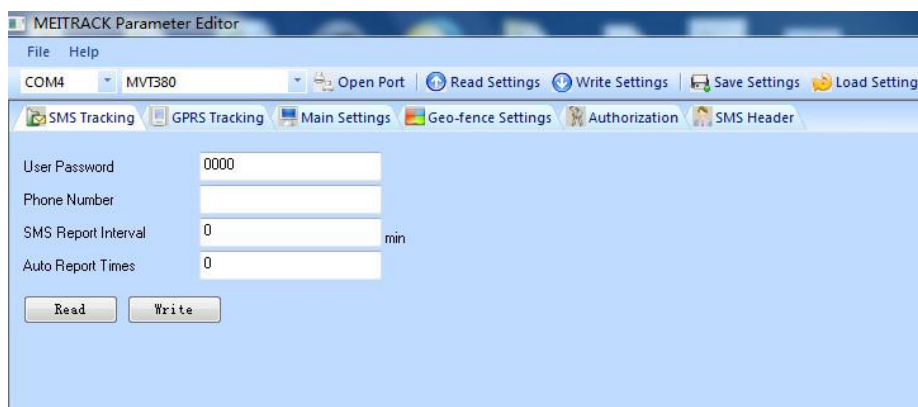 MEITRACK Parameter Editor
File Help
COM4 MVT380 Open Port Read Settings Write Settings Save Settings Load Setting
SMS Tracking GPRS Tracking Main Settings Geo-fence Settings Authorization SMS Header
User Password 0000
Phone Number
SMS Report Interval 0 min
Auto Report Times 0
Read Write